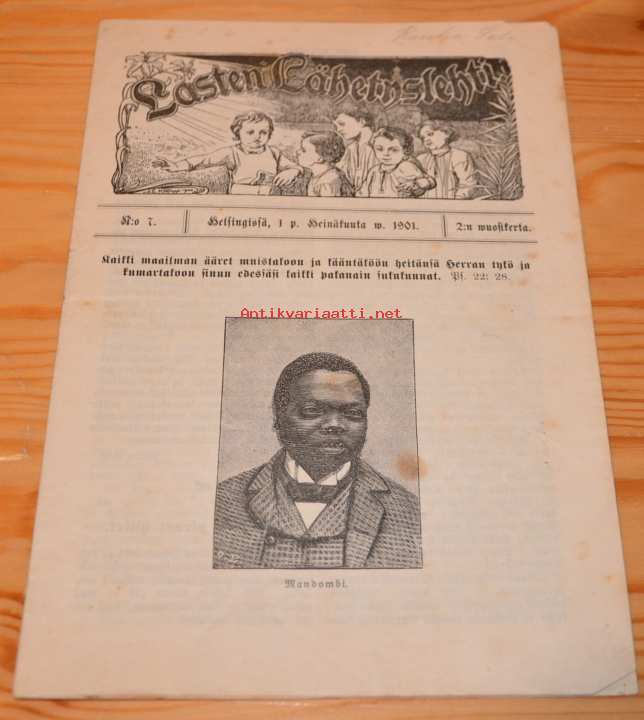 Lasten Lähetyslehti
N:o 7.
Helsingissä, 1 p. Heinäkuuta w. 1901.
2:n wuosikerta.
Kaikki maailman ääret muistakoon ja kääntäköön heitänsä Herran tykö ja
kumartakoon sinun edessäsi kaikki pakanain sukukunnat. Ps. 22: 28.
Antikvariaatti.net
Mandombi.